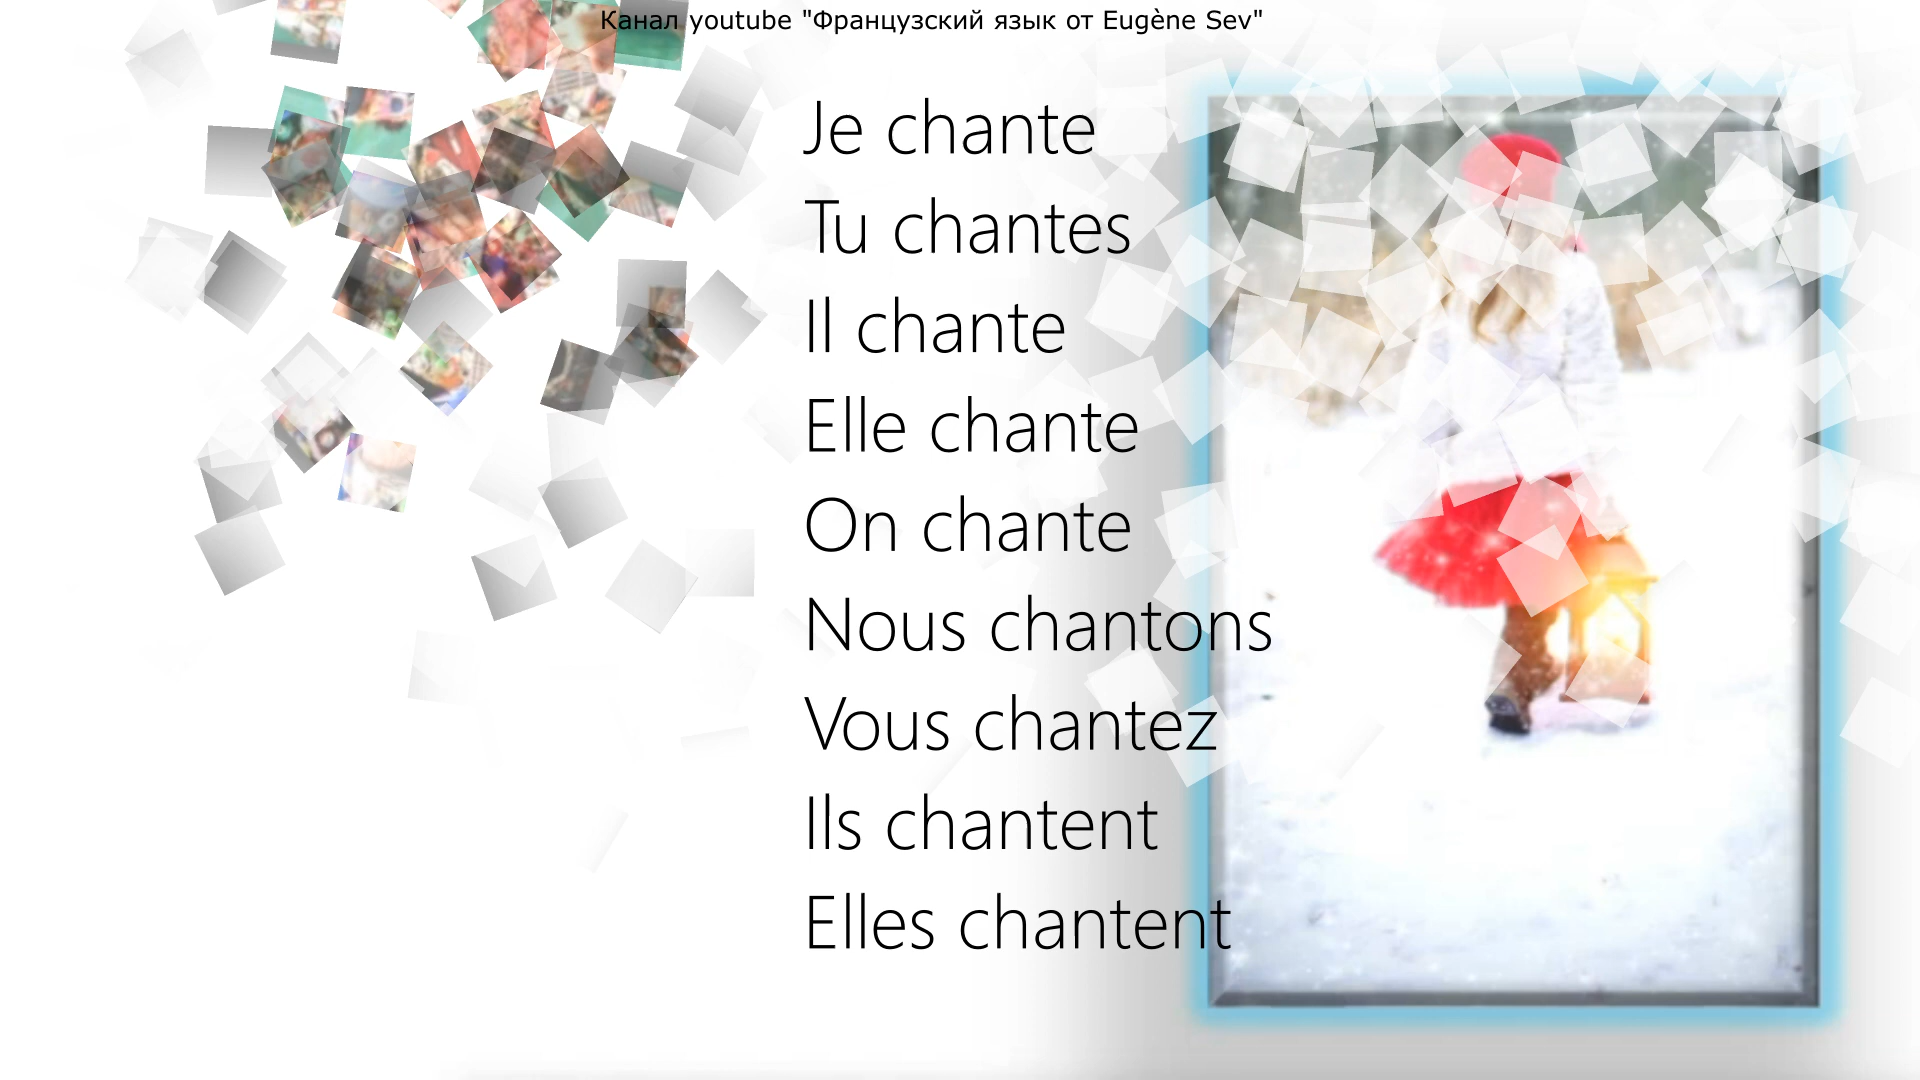 Канал youtube "Французский язык от Eugène Sev"
Je chante
Tu chantes
Il chante
Elle chante
On chante
Nous chantons
Vous chantez
Ils chantent
Elles chantent